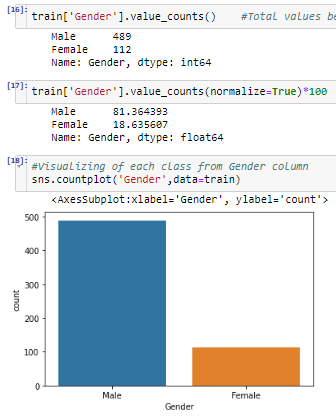 [16]: train['Gender'].value_counts() #Total values be
Male 489
Female 112
Name: Gender, dtype: int64
[17]: train['Gender'].value_counts(normalize=True)*100
Male 81.364393
Female 18.635607
Name: Gender, dtype: float64
[18]: #Visualizing of each class from Gender column
sns.countplot('Gender',data=train)
<AxesSubplot:xlabel='Gender', ylabel='count'>
500
400
300
200
100
0
count
Male Female
Gender